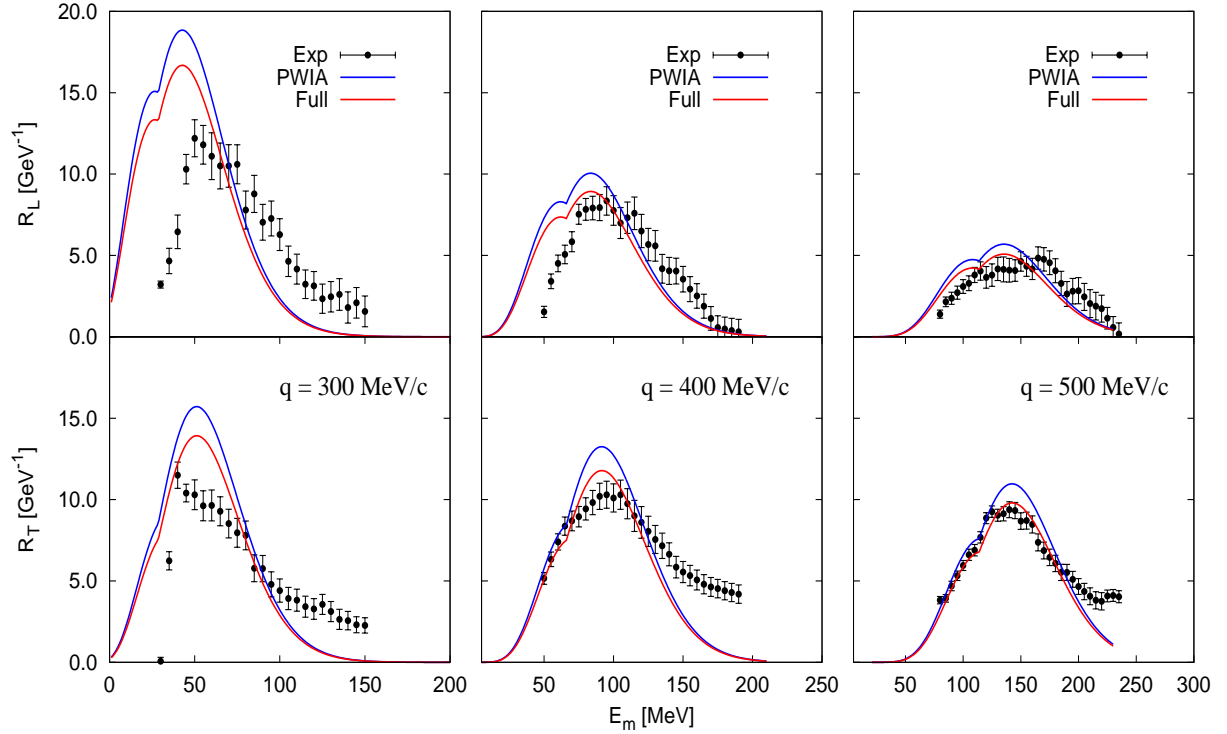 20.0
15.0
10.0
5.0
0.0
R_L [GeV⁻¹]
Exp
PWIA
Full
Exp
PWIA
Full
Exp
PWIA
Full
15.0
10.0
5.0
0.0
R_T [GeV⁻¹]
q = 300 MeV/c
q = 400 MeV/c
q = 500 MeV/c
0 50 100 150 200 50 100 150 200 250 50 100 150 200 250 300
E_m [MeV]